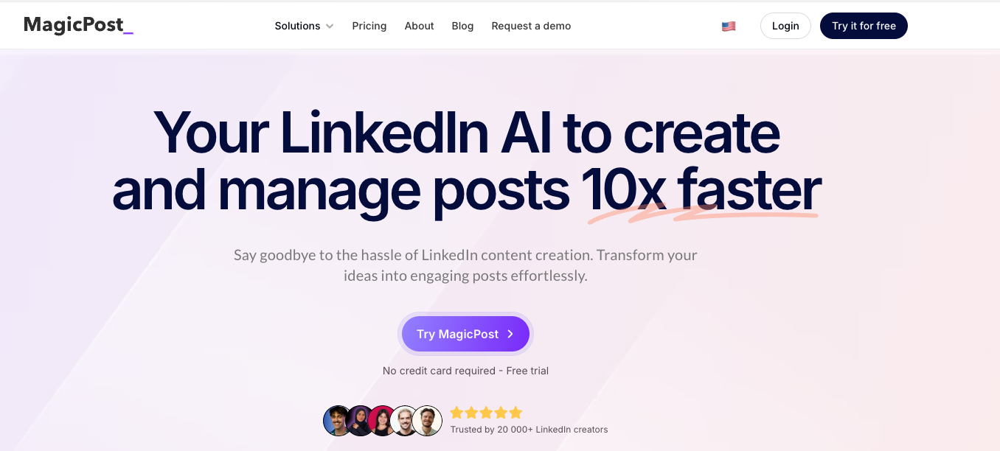 MagicPost_
Solutions
Pricing
About
Blog
Request a demo
Login
Try it for free
Your LinkedIn AI to create
and manage posts 10x faster
Say goodbye to the hassle of LinkedIn content creation. Transform your
ideas into engaging posts effortlessly.
Try MagicPost
No credit card required - Free trial
Trusted by 20 000+ LinkedIn creators